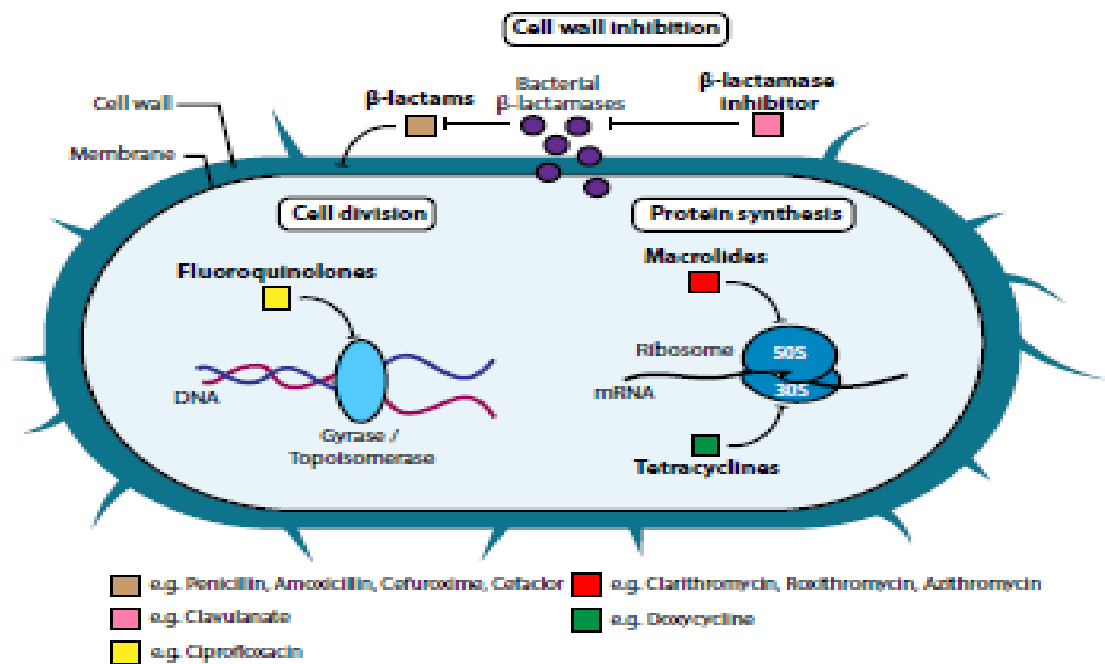 Cell wall inhibition
Cell wall
Membrane
β-lactams
Bacterial
β-lactamases
β-lactamase
inhibitor
Cell division
Protein synthesis
Fluoroquinolones
DNA
Gyrase /
Topoisomerase
Macrolides
Ribosome
50S
mRNA
30S
Tetracyclines
e.g. Penicillin, Amoxicillin, Cefuroxime, Cefaclor
e.g. Clavulanate
e.g. Ciprofloxacin
e.g. Clarithromycin, Roxithromycin, Azithromycin
e.g. Doxycycline